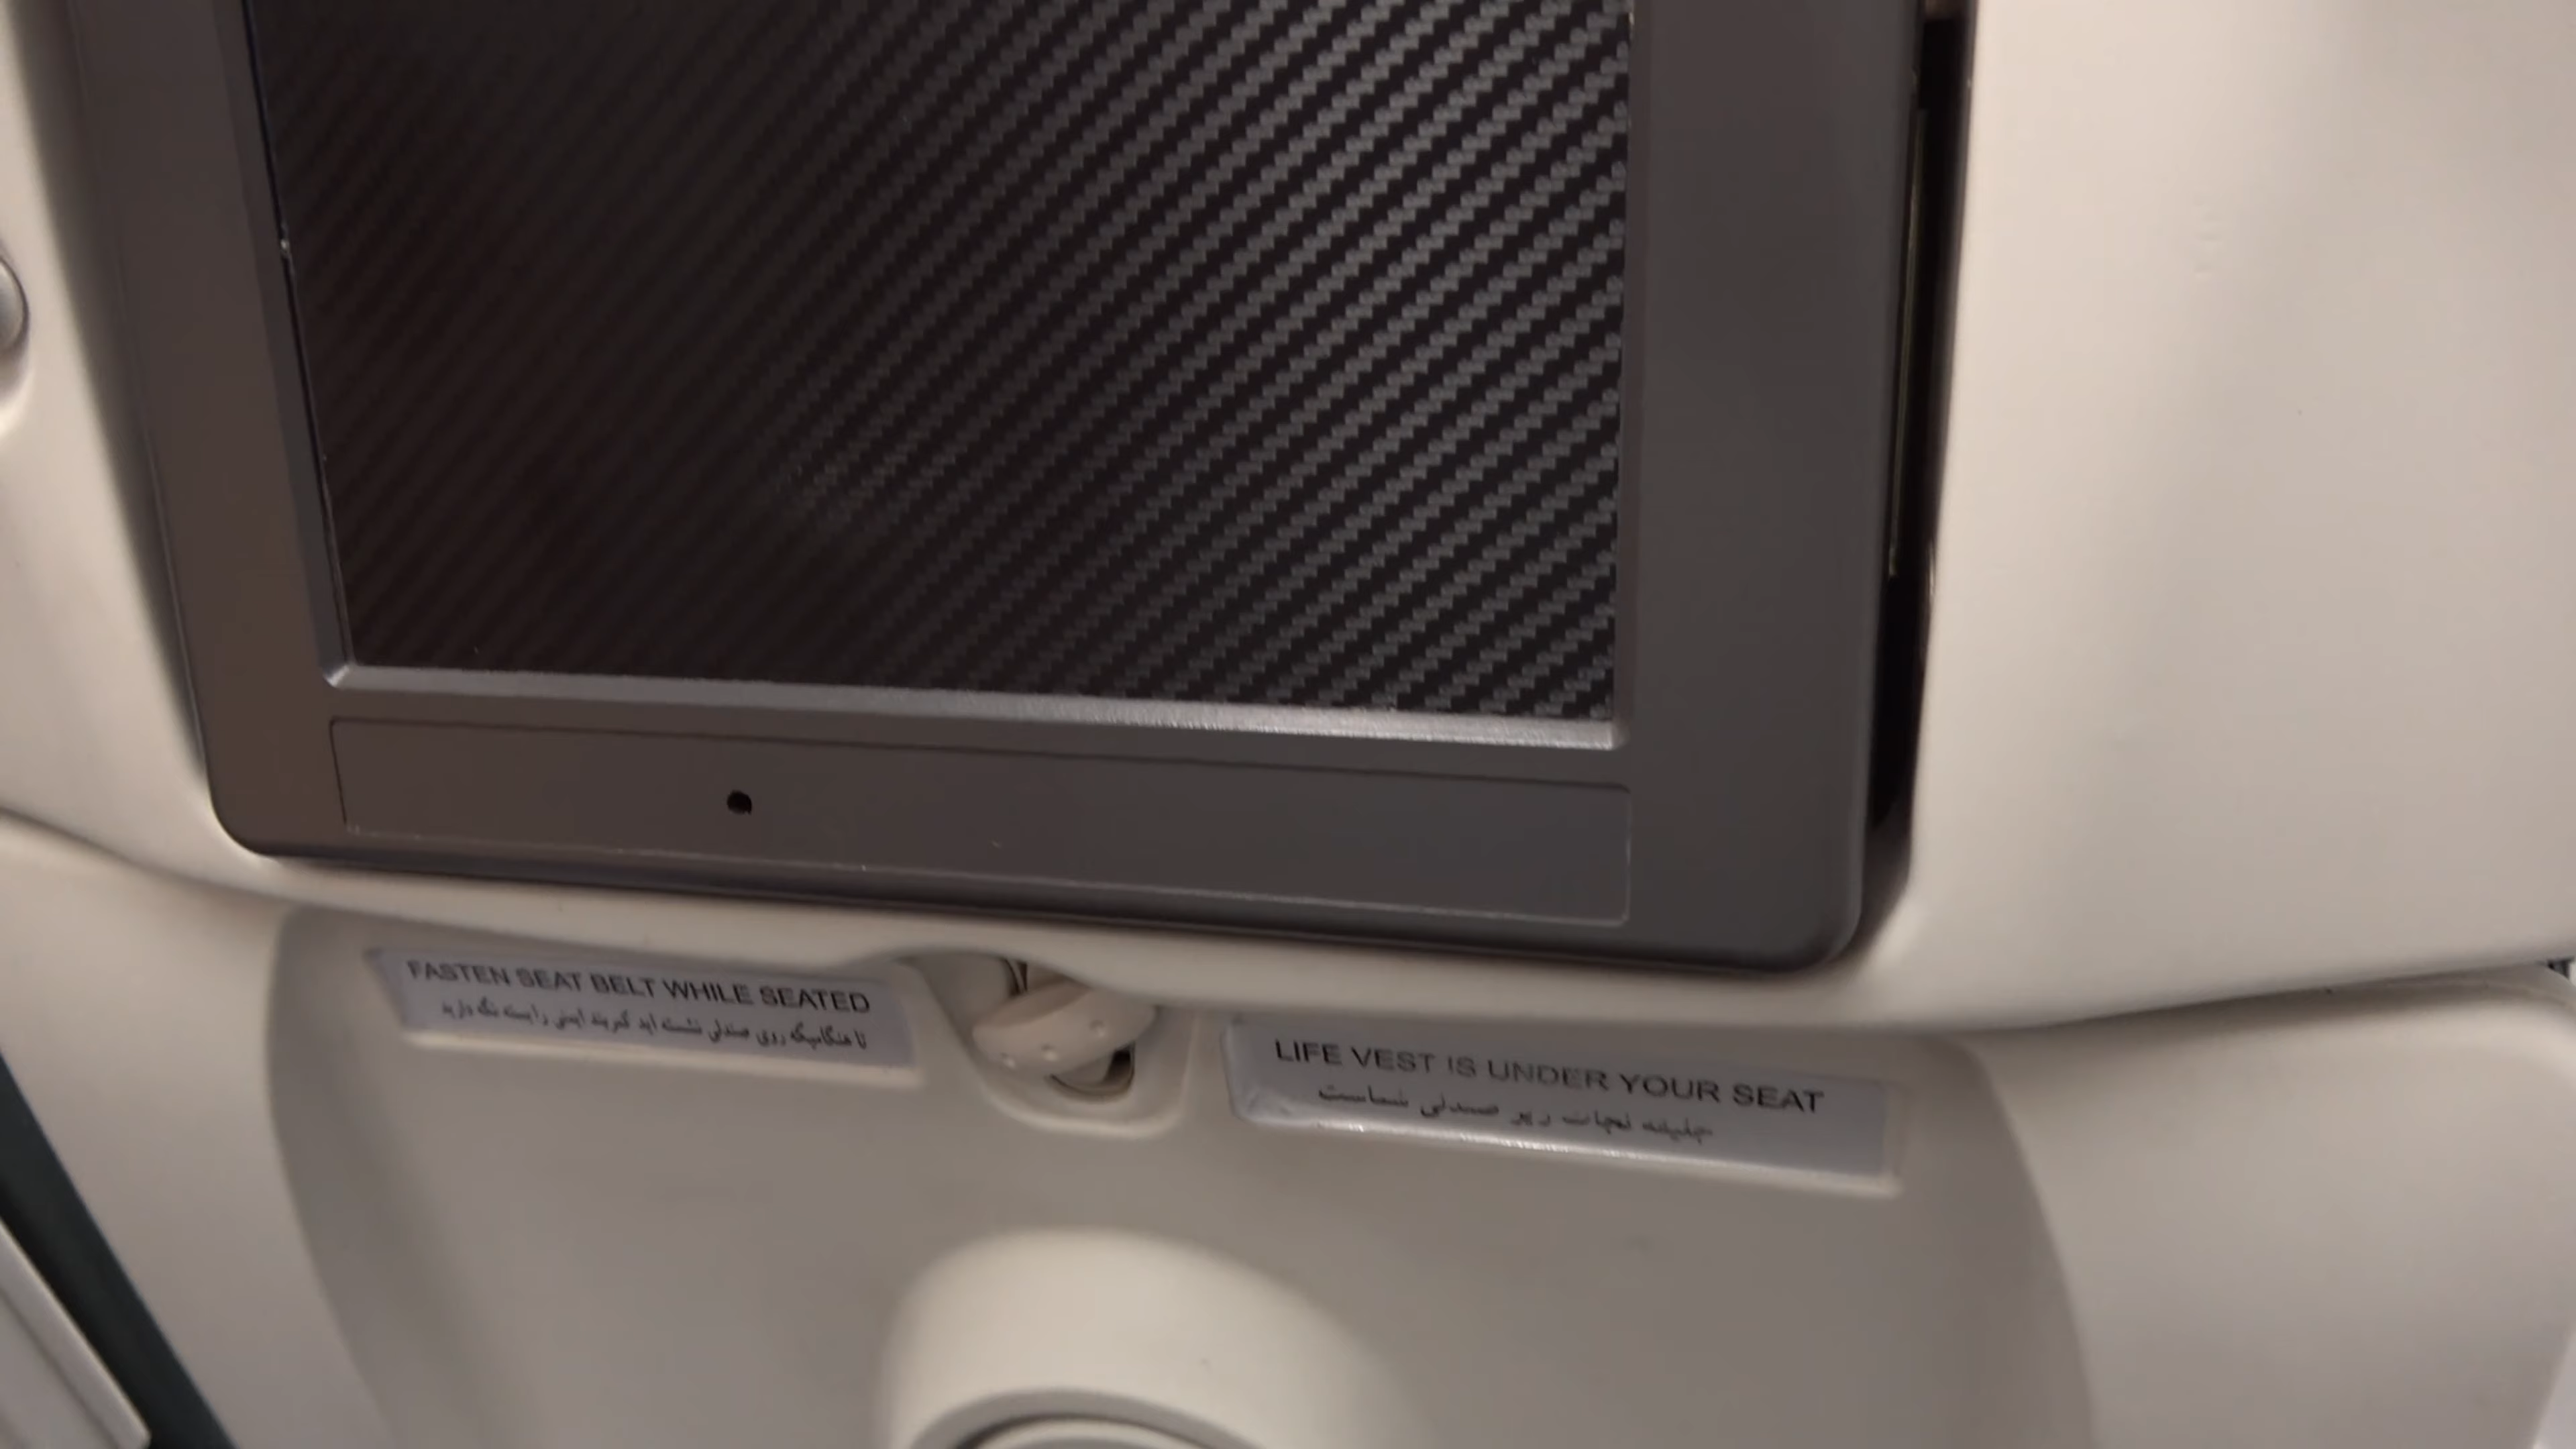 FASTEN SEAT BELT WHILE SEATED
تا هنگامیکه روی صندلی نشسته اید کمربند ایمنی را بسته نگه دارید
LIFE VEST IS UNDER YOUR SEAT
جلیقه نجات زیر صندلی شماست